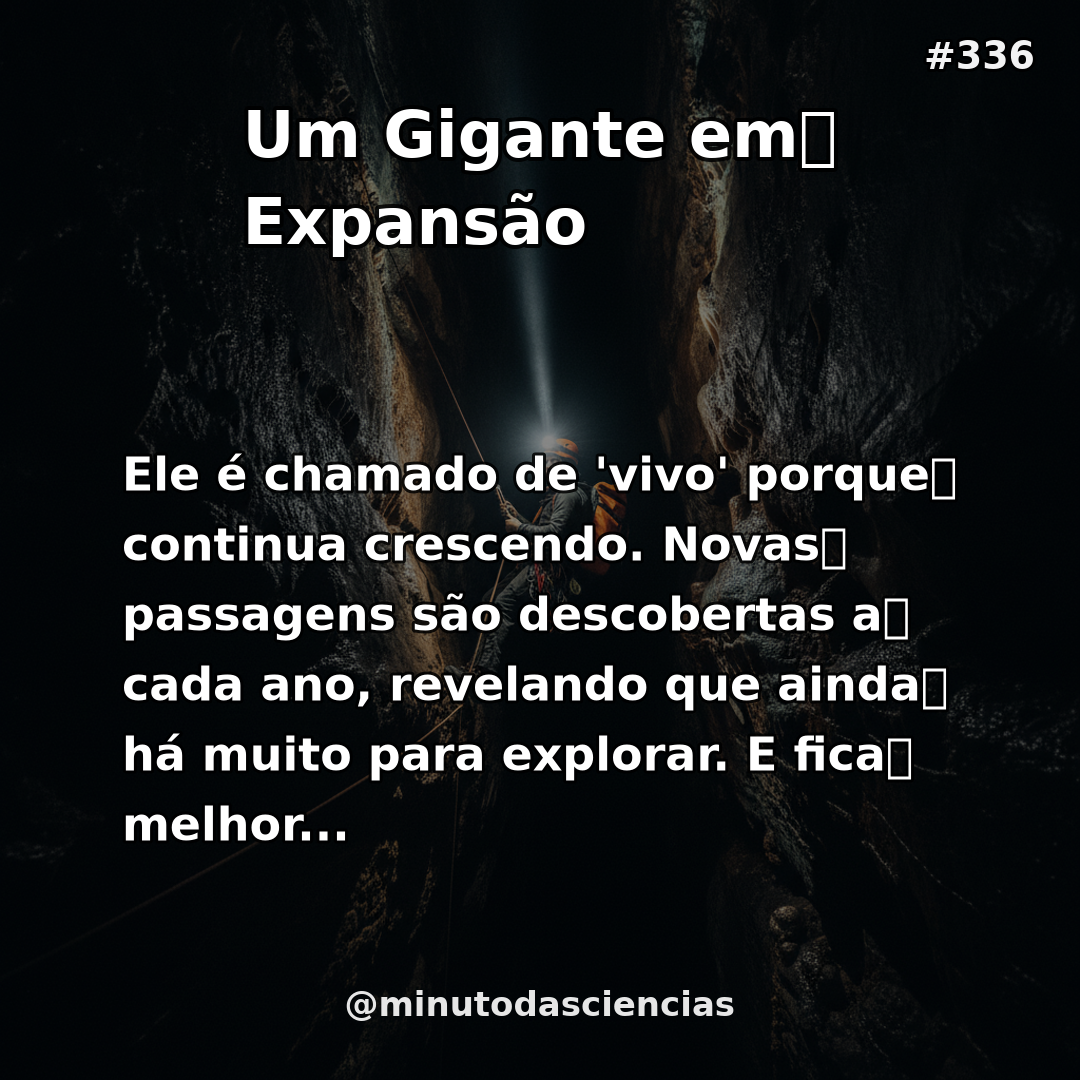 #336
Um Gigante em
Expansão
Ele é chamado de 'vivo' porque
continua crescendo. Novas
passagens são descobertas a
cada ano, revelando que ainda
há muito para explorar. E fica
melhor...
@minutodasciencias